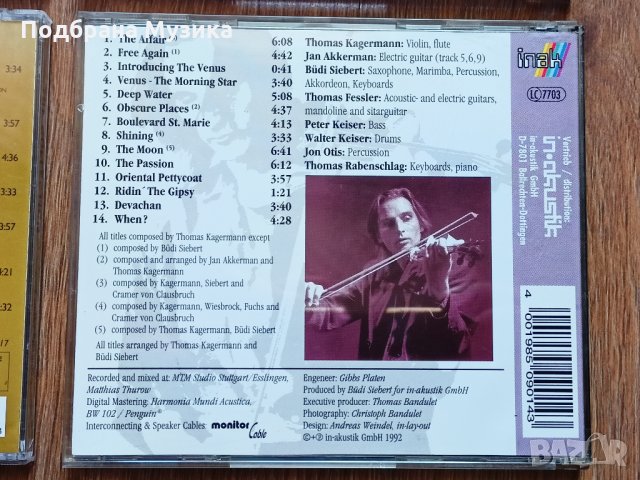 Подбране Музика
1. The Affair (3) 6:08
2. Free Again (1) 4:42
3. Introducing The Venus 0:41
4. Venus - The Morning Star 3:40
5. Deep Water 5:08
6. Obscure Places (2) 4:37
7. Boulevard St. Marie 4:13
8. Shining (4) 4:33
9. The Moon (5) 5:41
10. The Passion 6:12
11. Oriental Pettycoat 3:57
12. Ridin´ The Gipsy 1:21
13. Devachan 3:40
14. When? 4:28
All titles composed by Thomas Kagermann except
(1) composed by Büdi Siebert
(2) composed and arranged by Jan Akkerman and
Thomas Kagermann
(3) composed by Kagermann, Siebert and
Cramer von Clausbruch
(4) composed by Kagermann, Wiesbrock, Fuchs and
Cramer von Clausbruch
(5) composed by Thomas Kagermann, Büdi Siebert
All titles arranged by Thomas Kagermann and
Büdi Siebert
Thomas Kagermann: Violin, flute
Jan Akkerman: Electric guitar (track 5,6,9)
Büdi Siebert: Saxophone, Marimba, Percussion,
Akkordeon, Keyboards
Thomas Fessler: Acoustic- and electric guitars,
mandoline and sitarguitar
Peter Keiser: Bass
Walter Keiser: Drums
Jon Otis: Percussion
Thomas Rabenschlag: Keyboards, piano
Recorded and mixed at: MTM Studio Stuttgart/Esslingen,
Matthias Thurow
Digital Mastering: Harmonia Mundi Acustica.
BW 102 / Penguin®
Interconnecting & Speaker Cables: monitor Cable
Engeneer: Gibbs Platen
Produced by Büdi Siebert for in-akustik GmbH
Executive producer: Thomas Bandulet
Photography: Christoph Bandulet
Design: Andreas Weindel, in-lay-out
©+℗ in-akustik GmbH 1992
inak
LC 7703
Vertrieb / distribution:
in-akustik
in-akustik GmbH
D-7801 Ballrechten-Dottingen
4 001985 090143
3:34
3:57
4:36
3:33
3:57
4:21
4:32
BAZAR